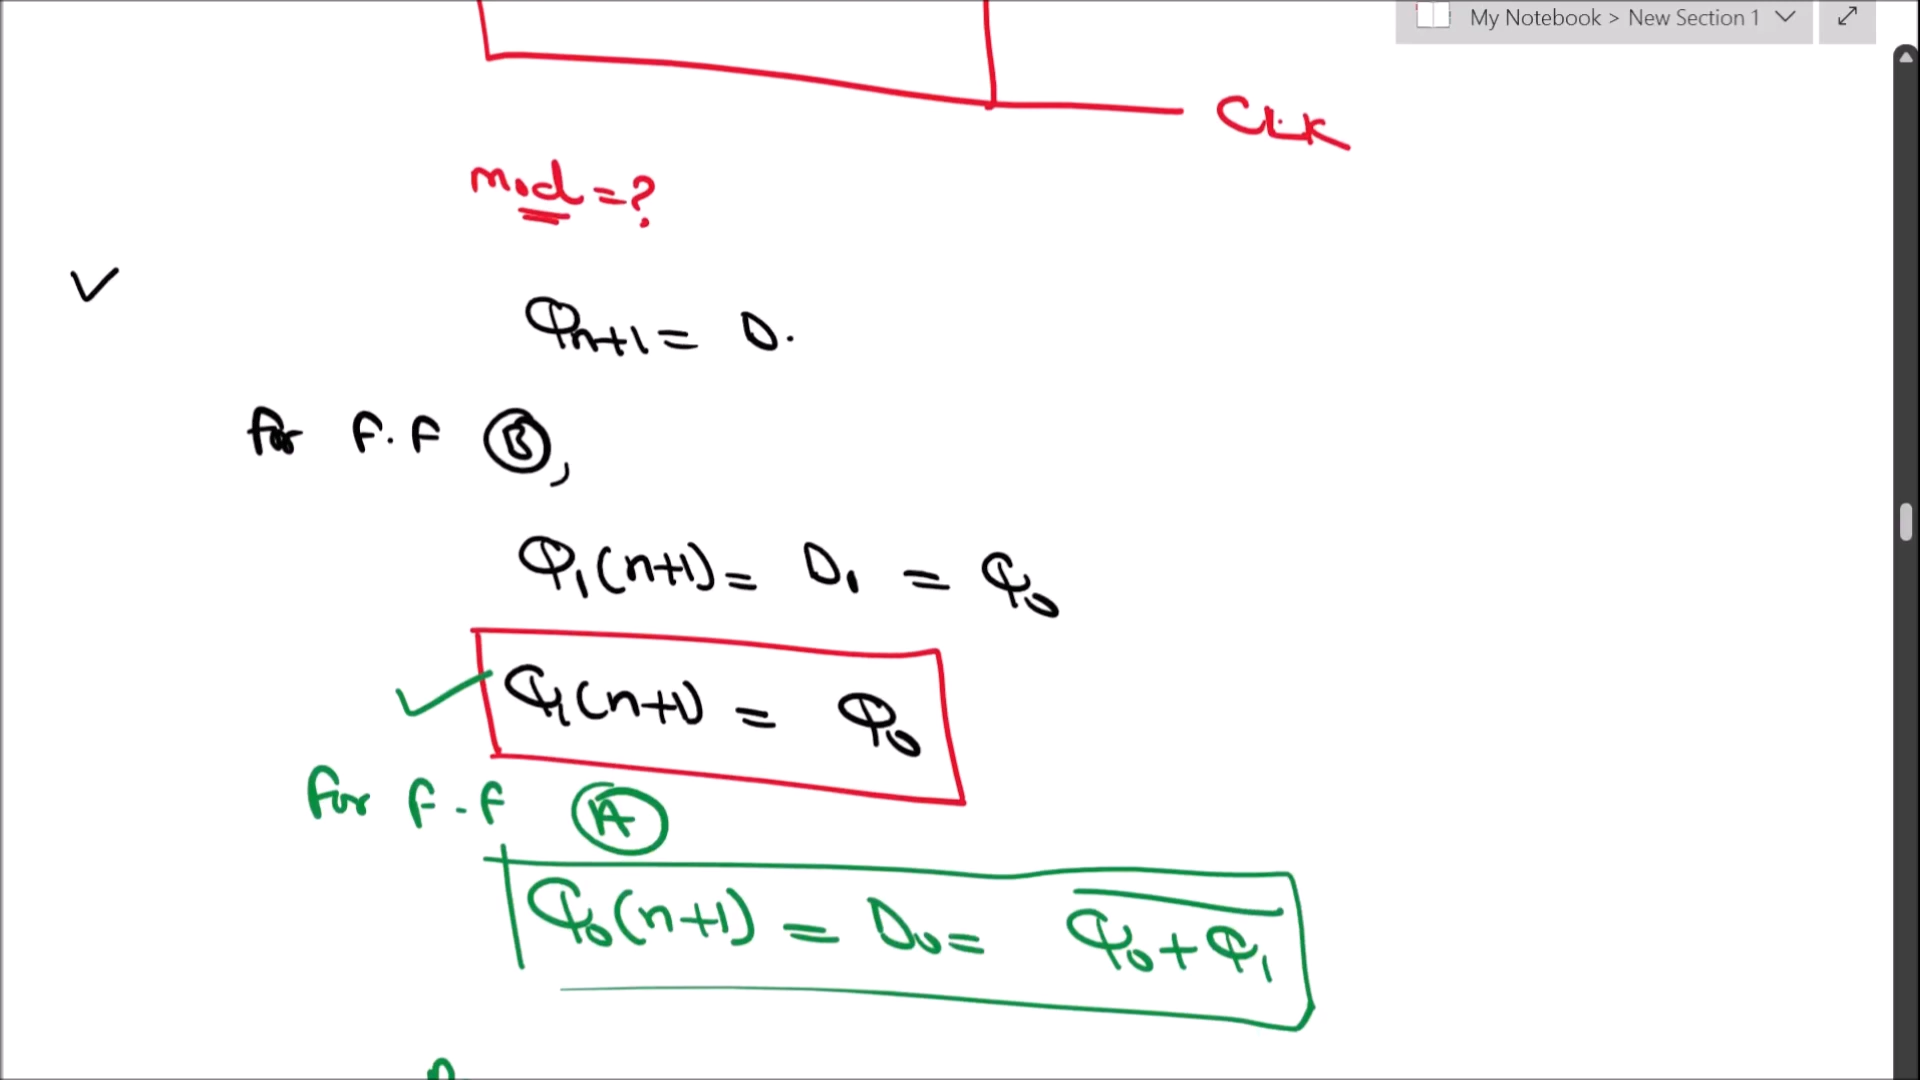 My Notebook > New Section 1
CLK
mod = ?
Qn+1 = D.
for F.F B,
Q₁(n+1) = D₁ = Q₀
Q₁(n+1) = Q₀
for F-F A
Q₀(n+1) = D₀ = \overline{Q₀+Q₁}